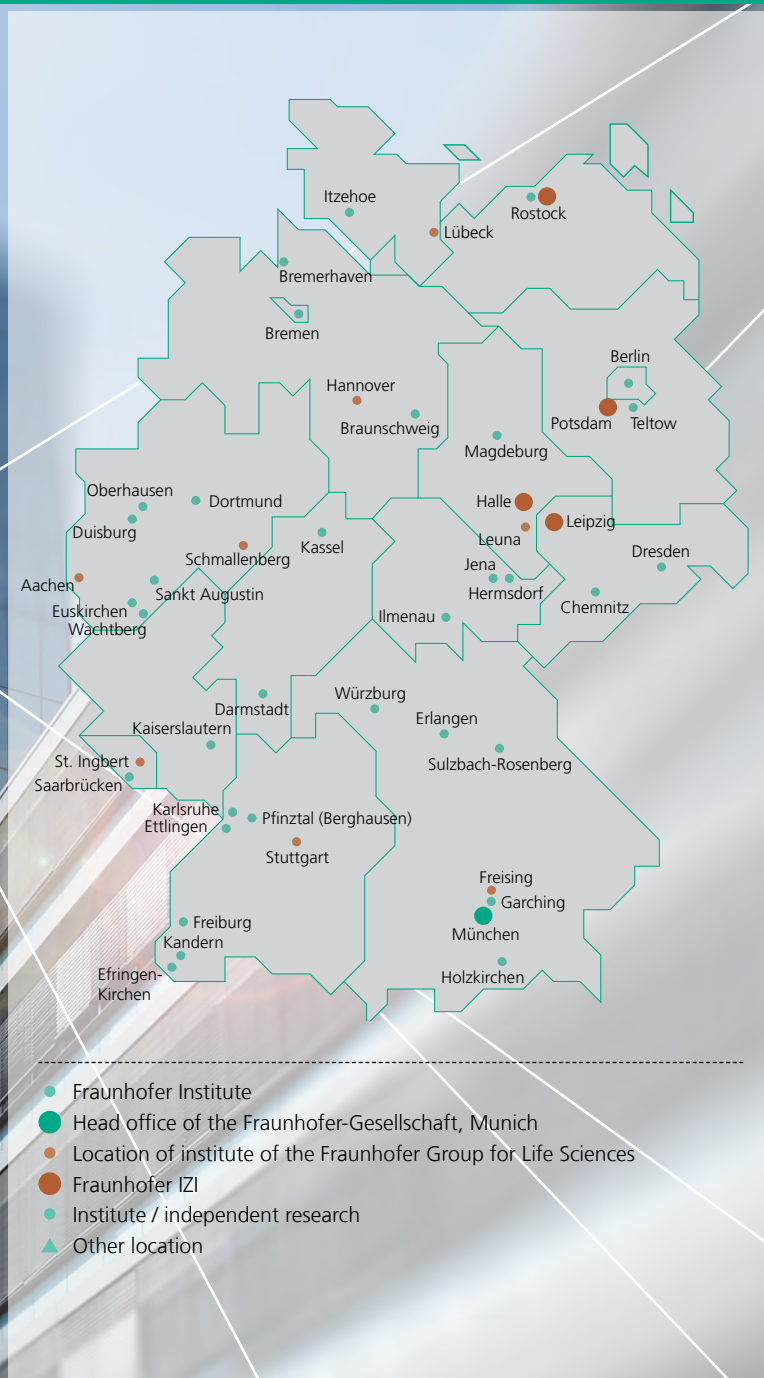 Itzehoe
Rostock
Lübeck
Bremerhaven
Bremen
Berlin
Hannover
Potsdam
Teltow
Braunschweig
Magdeburg
Oberhausen
Dortmund
Halle
Duisburg
Leipzig
Leuna
Kassel
Schmallenberg
Dresden
Jena
Aachen
Sankt Augustin
Hermsdorf
Euskirchen
Chemnitz
Ilmenau
Wachtberg
Würzburg
Darmstadt
Erlangen
Kaiserslautern
St. Ingbert
Sulzbach-Rosenberg
Saarbrücken
Karlsruhe
Pfinztal (Berghausen)
Ettlingen
Stuttgart
Freising
Garching
Freiburg
München
Kandern
Efringen-
Kirchen
Holzkirchen
Fraunhofer Institute
Head office of the Fraunhofer-Gesellschaft, Munich
Location of institute of the Fraunhofer Group for Life Sciences
Fraunhofer IZI
Institute / independent research
Other location